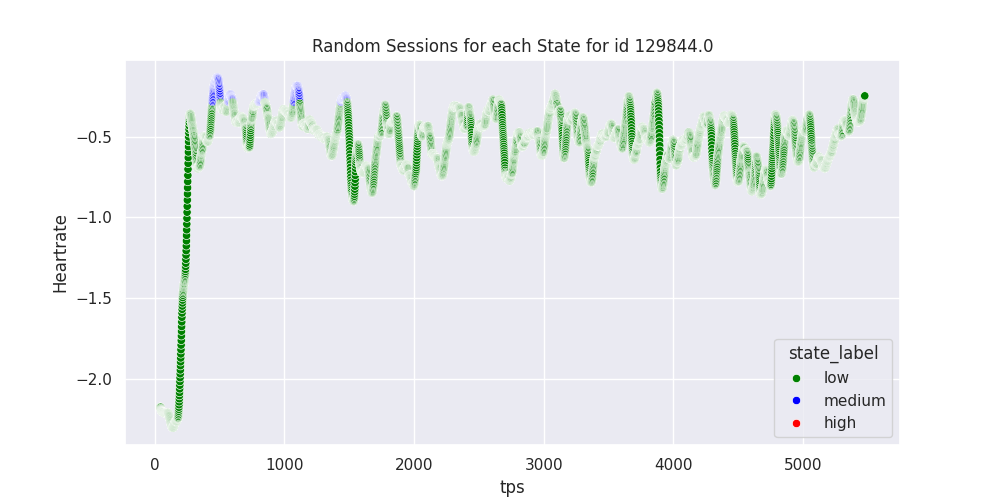 Random Sessions for each State for id 129844.0
Heartrate
−0.5
−1.0
−1.5
−2.0
0
1000
2000
3000
4000
5000
tps
state_label
low
medium
high